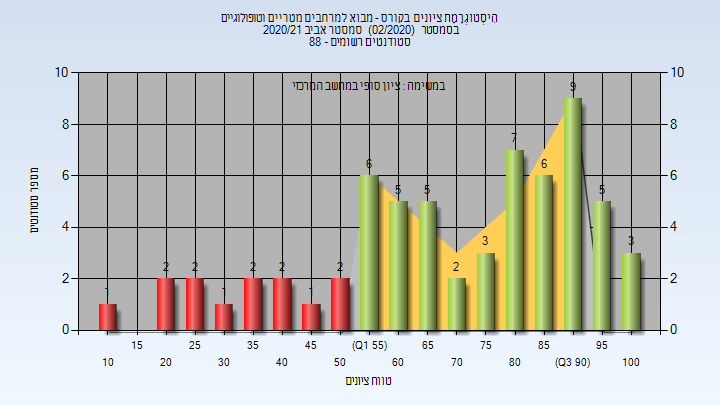 היסטוגרמת ציונים בקורס - מבוא למרחבים מטריים וטופולוגיים
בסמסטר (02/2020) סמסטר אביב 2020/21
סטודנטים רשומים - 88
במשימה : ציון סופי במחשב המרכזי
10 10
8 8
6 6
4 4
2 2
0 0
מספר סטודנטים
1 2 2 1 2 2 1 2 6 5 5 2 3 7 6 9 5 3
15 25 35 45 (Q1 55) 65 75 85 95
10 20 30 40 50 60 70 80 (Q3 90) 100
טווח ציונים